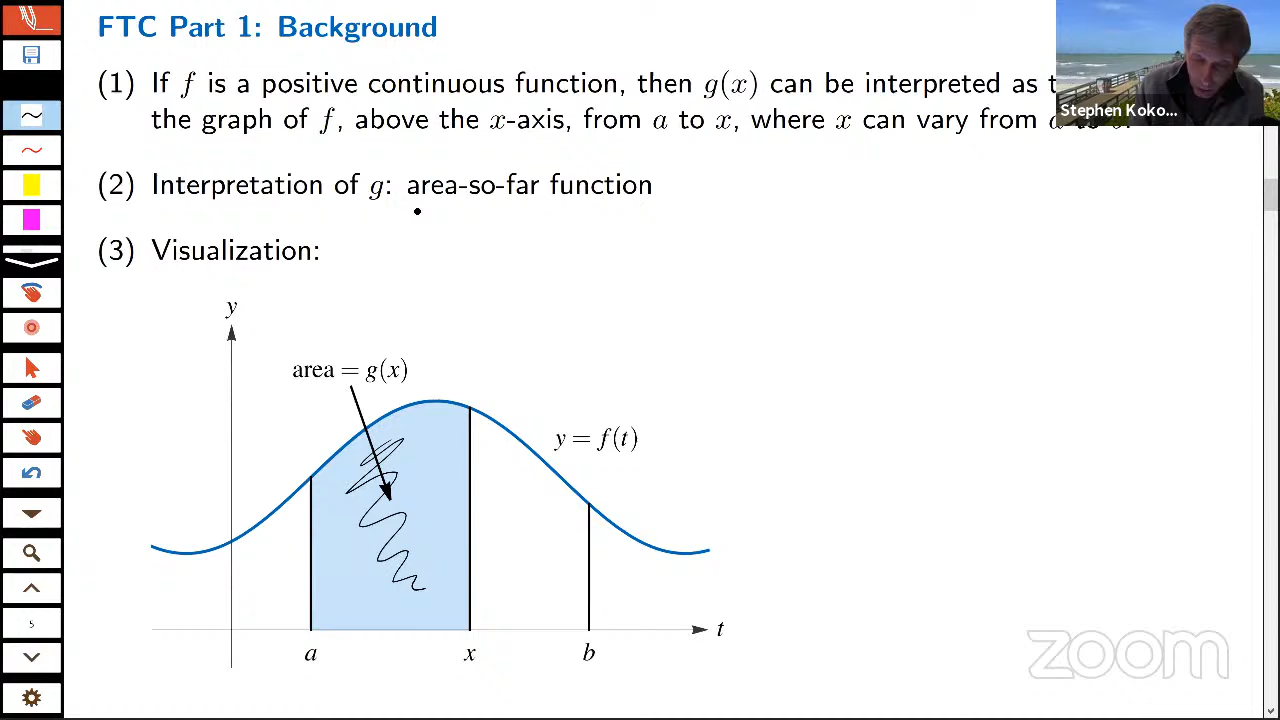 FTC Part 1: Background
(1) If f is a positive continuous function, then g(x) can be interpreted as
the graph of f, above the x-axis, from a to x, where x can vary from
Stephen Koko...
(2) Interpretation of g: area-so-far function
(3) Visualization:
y
area = g(x)
y = f(t)
t
a x b
5
zoom